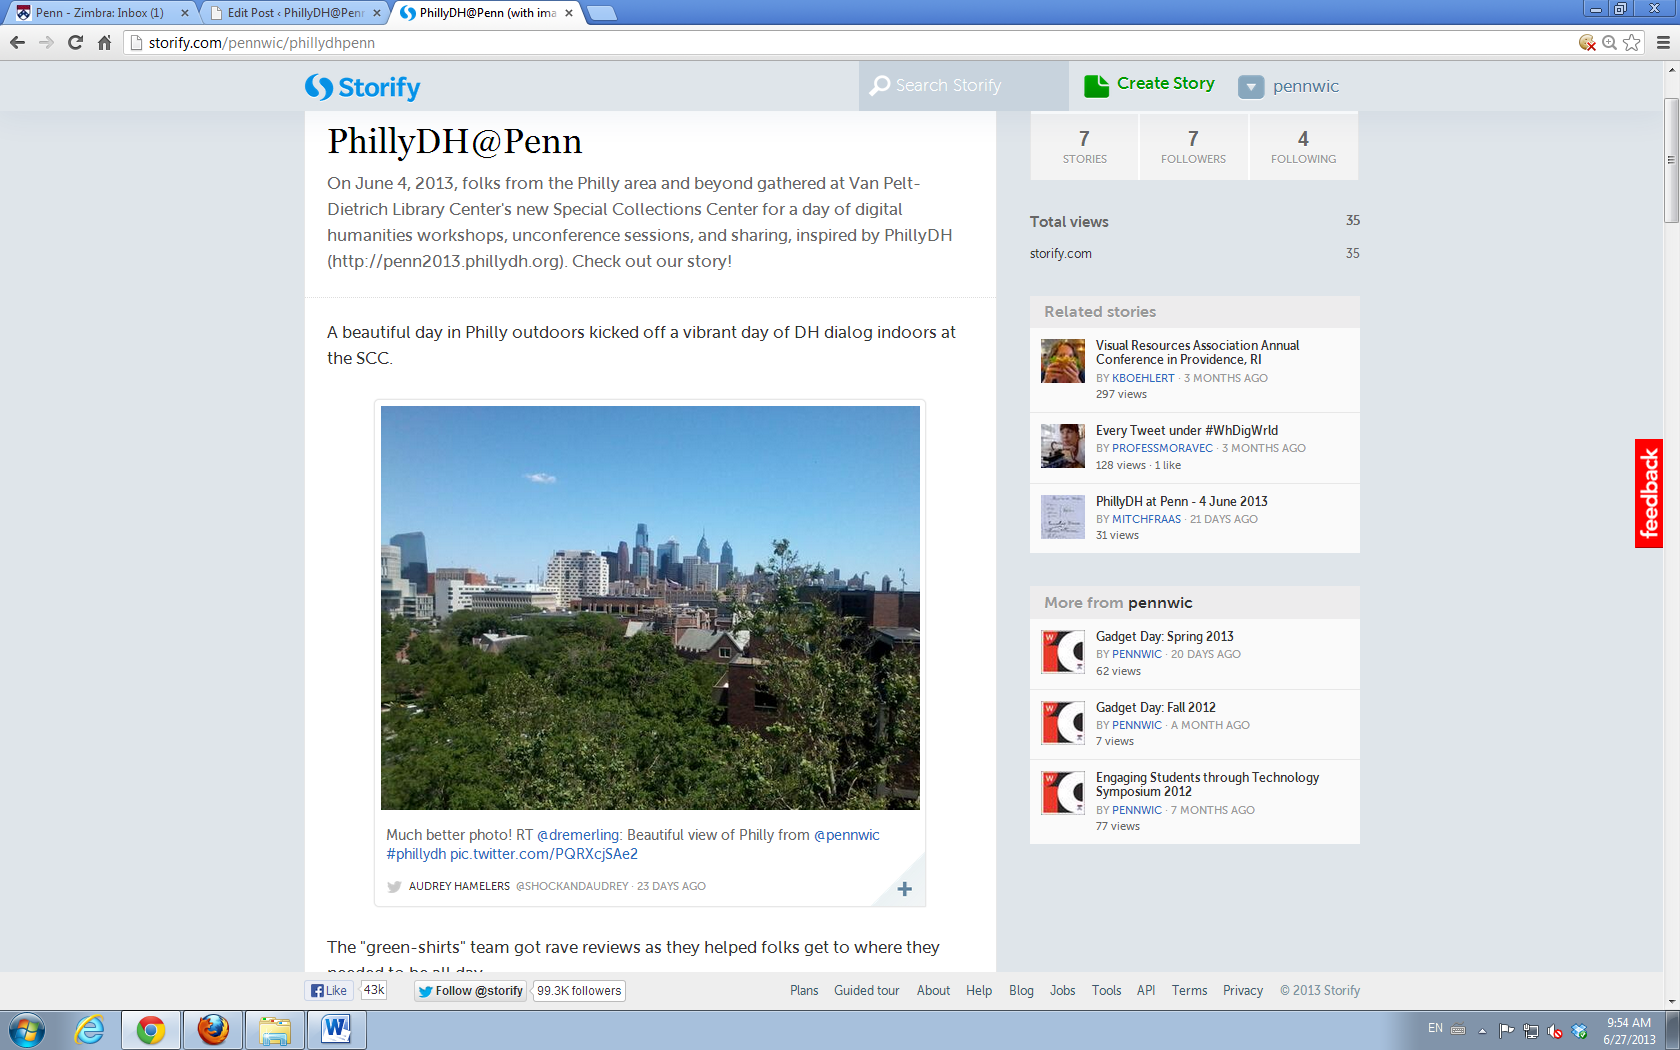 Penn - Zimbra: Inbox (1)
Edit Post ‹ PhillyDH@Penn
PhillyDH@Penn (with ima
storify.com/pennwic/phillydhpenn
Storify
Search Storify
Create Story
pennwic
PhillyDH@Penn
On June 4, 2013, folks from the Philly area and beyond gathered at Van Pelt-
Dietrich Library Center's new Special Collections Center for a day of digital
humanities workshops, unconference sessions, and sharing, inspired by PhillyDH
(http://penn2013.phillydh.org). Check out our story!
A beautiful day in Philly outdoors kicked off a vibrant day of DH dialog indoors at
the SCC.
Much better photo! RT @dremerling: Beautiful view of Philly from @pennwic
#phillydh pic.twitter.com/PQRXcjSAe2
AUDREY HAMELERS @SHOCKANDAUDREY · 23 DAYS AGO
The "green-shirts" team got rave reviews as they helped folks get to where they
needed to be all day
7 7 4
STORIES FOLLOWERS FOLLOWING
Total views 35
storify.com 35
Related stories
Visual Resources Association Annual
Conference in Providence, RI
BY KBOEHLERT · 3 MONTHS AGO
297 views
Every Tweet under #WhDigWrld
BY PROFESSMORAVEC · 3 MONTHS AGO
128 views · 1 like
PhillyDH at Penn - 4 June 2013
BY MITCHFRAAS · 21 DAYS AGO
31 views
More from pennwic
Gadget Day: Spring 2013
BY PENNWIC · 20 DAYS AGO
62 views
Gadget Day: Fall 2012
BY PENNWIC · A MONTH AGO
7 views
Engaging Students through Technology
Symposium 2012
BY PENNWIC · 7 MONTHS AGO
77 views
feedback
Like 43k
Follow @storify 99.3K followers
Plans Guided tour About Help Blog Jobs Tools API Terms Privacy © 2013 Storify
EN
9:54 AM
6/27/2013